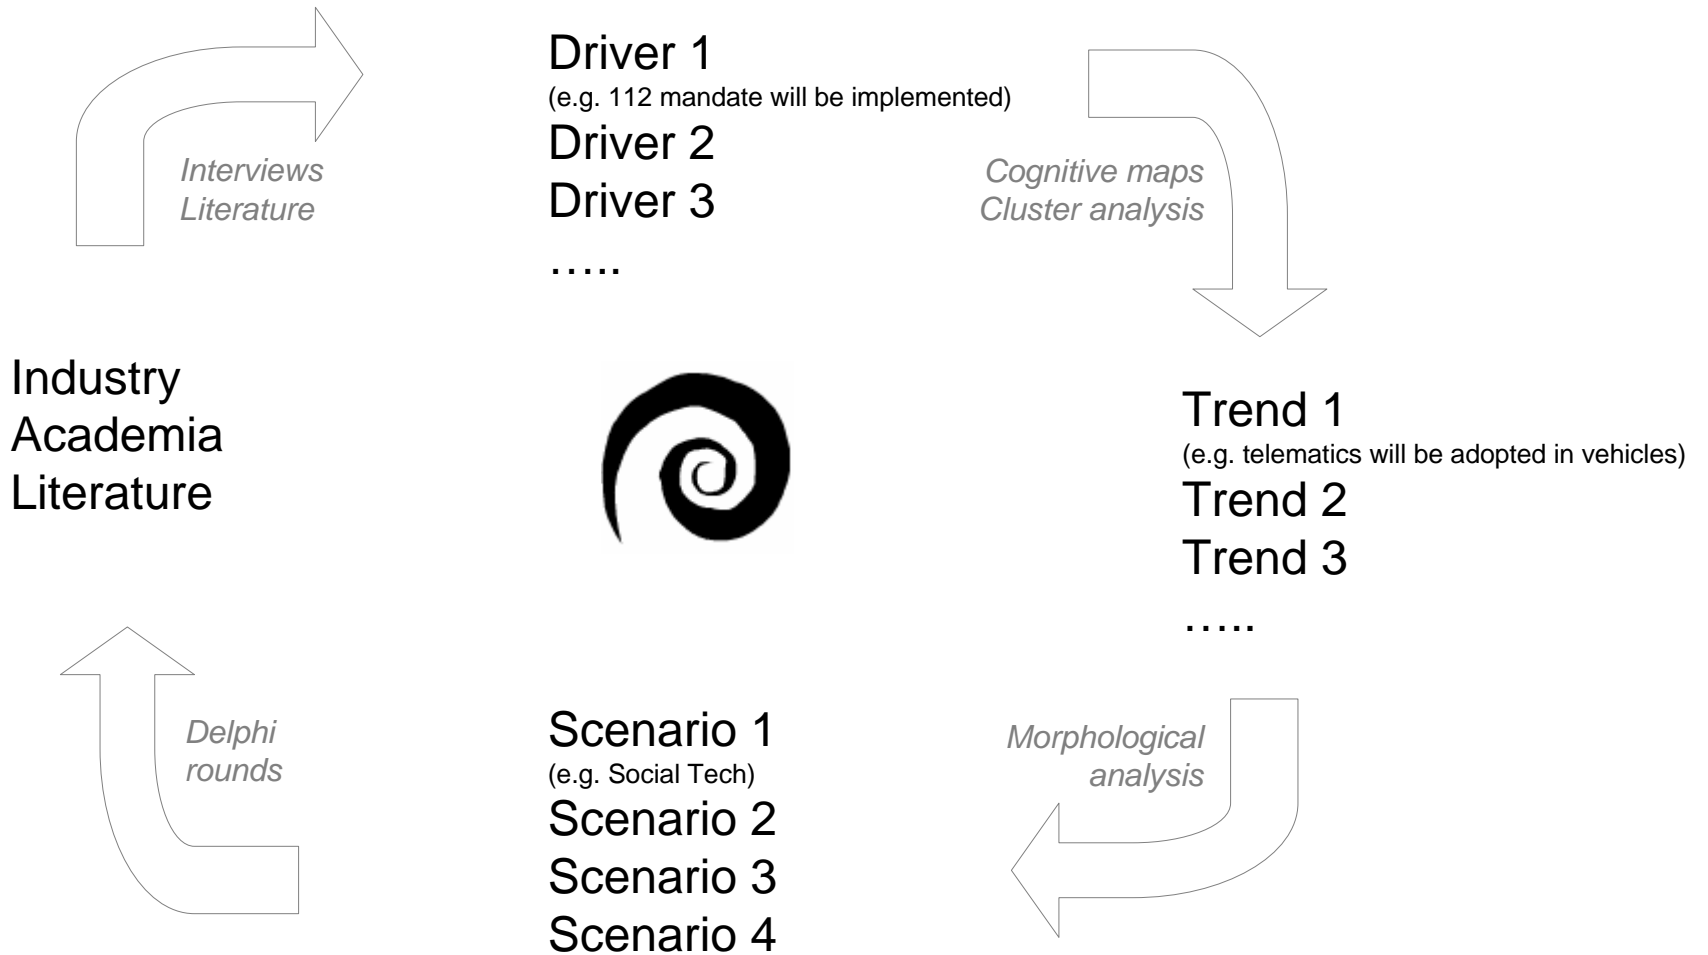 Driver 1
(e.g. 112 mandate will be implemented)
Driver 2
Driver 3
.....
Interviews
Literature
Cognitive maps
Cluster analysis
Industry
Academia
Literature
Trend 1
(e.g. telematics will be adopted in vehicles)
Trend 2
Trend 3
.....
Delphi
rounds
Scenario 1
(e.g. Social Tech)
Scenario 2
Scenario 3
Scenario 4
Morphological
analysis